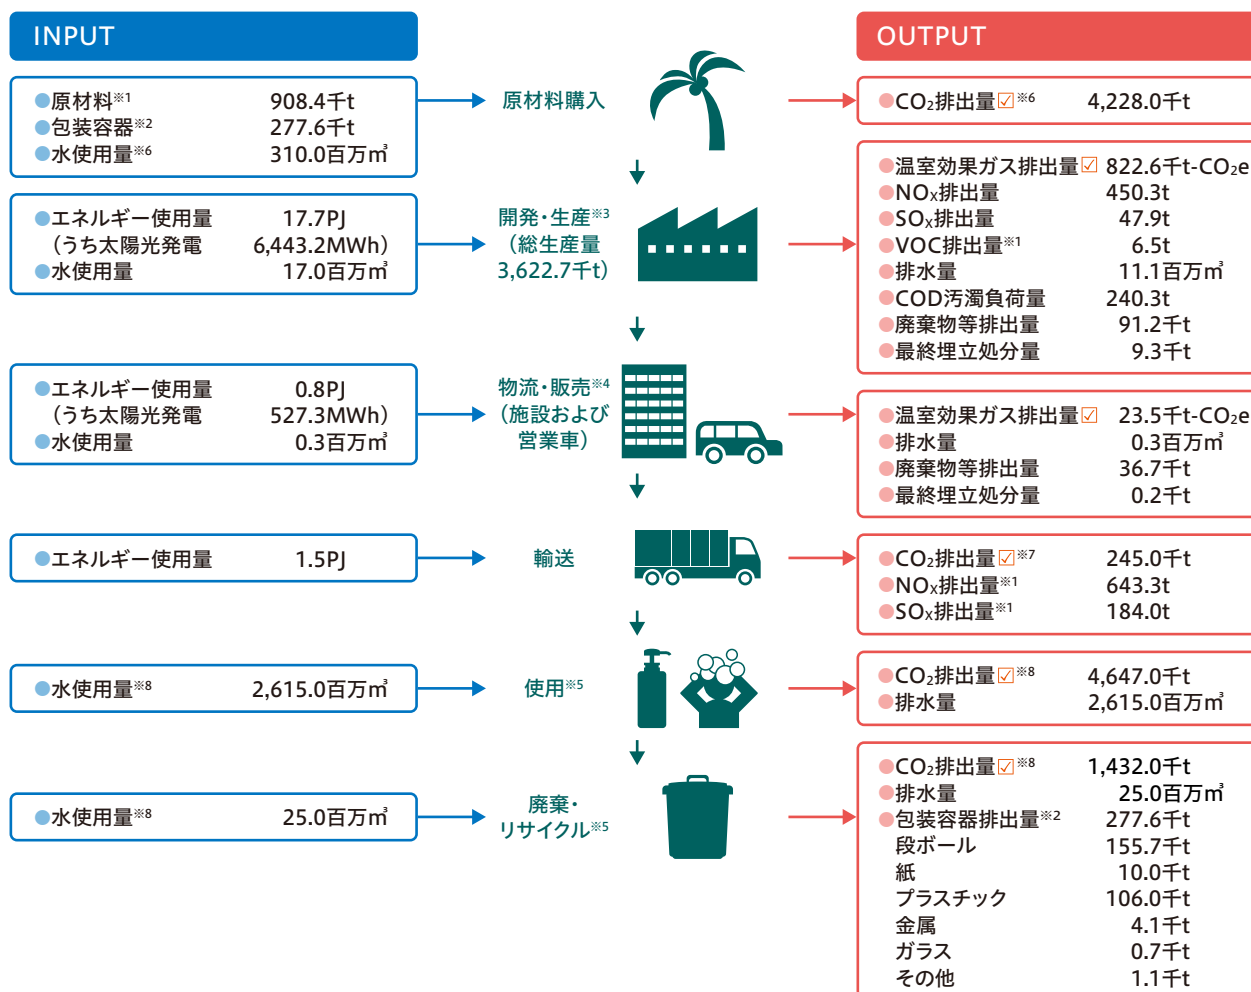 INPUT
●原材料※1 908.4千t
●包装容器※2 277.6千t
●水使用量※6 310.0百万㎥
●エネルギー使用量 17.7PJ
（うち太陽光発電 6,443.2MWh）
●水使用量 17.0百万㎥
●エネルギー使用量 0.8PJ
（うち太陽光発電 527.3MWh）
●水使用量 0.3百万㎥
●エネルギー使用量 1.5PJ
●水使用量※8 2,615.0百万㎥
●水使用量※8 25.0百万㎥
原材料購入
開発・生産※3
（総生産量
3,622.7千t）
物流・販売※4
（施設および
営業車）
輸送
使用※5
廃棄・
リサイクル※5
OUTPUT
●CO₂排出量☑※6 4,228.0千t
●温室効果ガス排出量☑ 822.6千t-CO₂e
●NOx排出量 450.3t
●SOx排出量 47.9t
●VOC排出量※1 6.5t
●排水量 11.1百万㎥
●COD汚濁負荷量 240.3t
●廃棄物等排出量 91.2千t
●最終埋立処分量 9.3千t
●温室効果ガス排出量☑ 23.5千t-CO₂e
●排水量 0.3百万㎥
●廃棄物等排出量 36.7千t
●最終埋立処分量 0.2千t
●CO₂排出量☑※7 245.0千t
●NOx排出量※1 643.3t
●SOx排出量※1 184.0t
●CO₂排出量☑※8 4,647.0千t
●排水量 2,615.0百万㎥
●CO₂排出量☑※8 1,432.0千t
●排水量 25.0百万㎥
●包装容器排出量※2 277.6千t
段ボール 155.7千t
紙 10.0千t
プラスチック 106.0千t
金属 4.1千t
ガラス 0.7千t
その他 1.1千t